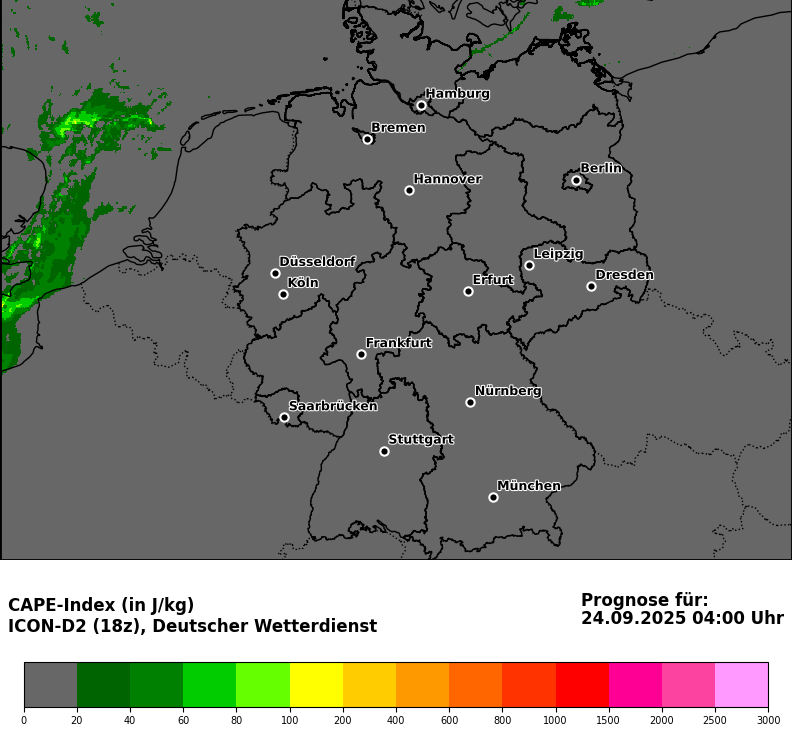 Hamburg
Bremen
Berlin
Hannover
Leipzig
Düsseldorf
Dresden
Köln
Erfurt
Frankfurt
Nürnberg
Saarbrücken
Stuttgart
München
CAPE-Index (in J/kg)
ICON-D2 (18z), Deutscher Wetterdienst
Prognose für:
24.09.2025 04:00 Uhr
0 20 40 60 80 100 200 400 600 800 1000 1500 2000 2500 3000